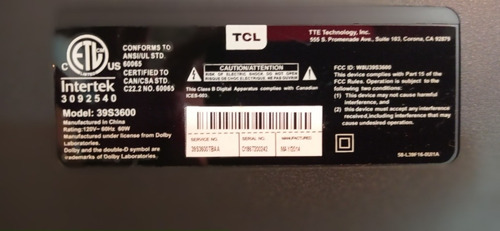 ETL
C US
Intertek
3092540
CONFORMS TO
ANSI/UL STD.
60065
CERTIFIED TO
CAN/CSA STD.
C22.2 NO. 60065
Model: 39S3600
Manufactured in China
Rating:120V~ 60Hz 60W
Manufactured under license from Dolby
Laboratories.
Dolby and the double-D symbol are
trademarks of Dolby Laboratories.
TCL
CAUTION/ATTENTION
RISK OF ELECTRIC SHOCK DO NOT OPEN
This Class B Digital Apparatus complies with Canadian
ICES-003.
SERVICE NO.
SERIAL NO.
MANUFACTURED
39S3600TBAA
MAY/2014
TTE Technology, Inc.
555 S. Promenade Ave., Suite 103, Corona, CA 92879
FCC ID: W8U39S3600
This device complies with Part 15 of the
FCC Rules. Operation is subject to the
following two conditions:
(1) This device may not cause harmful
interference, and
(2) this device must accept any interference
received,including interference that may cause
undesired operation.